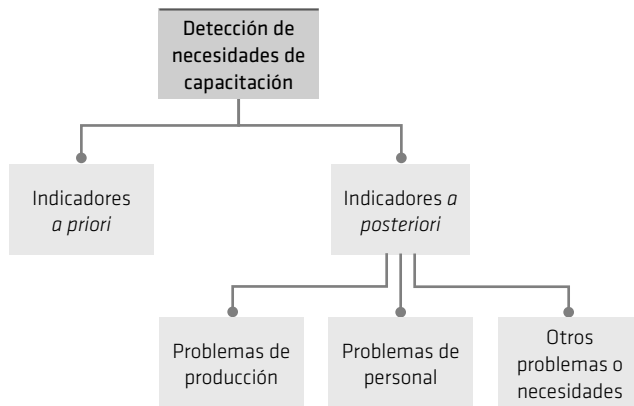 Detección de
necesidades de
capacitación
Indicadores
a priori
Indicadores a
posteriori
Problemas de
producción
Problemas de
personal
Otros
problemas o
necesidades